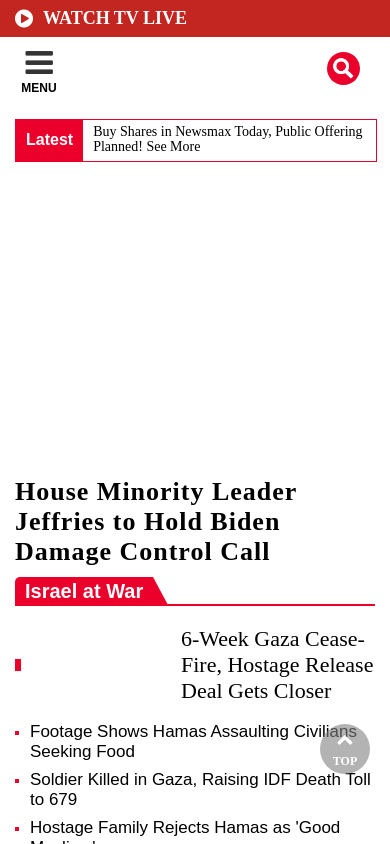 WATCH TV LIVE
MENU
Latest
Buy Shares in Newsmax Today, Public Offering
Planned! See More
House Minority Leader
Jeffries to Hold Biden
Damage Control Call
Israel at War
6-Week Gaza Cease-
Fire, Hostage Release
Deal Gets Closer
Footage Shows Hamas Assaulting Civilians
Seeking Food
TOP
Soldier Killed in Gaza, Raising IDF Death Toll
to 679
Hostage Family Rejects Hamas as 'Good